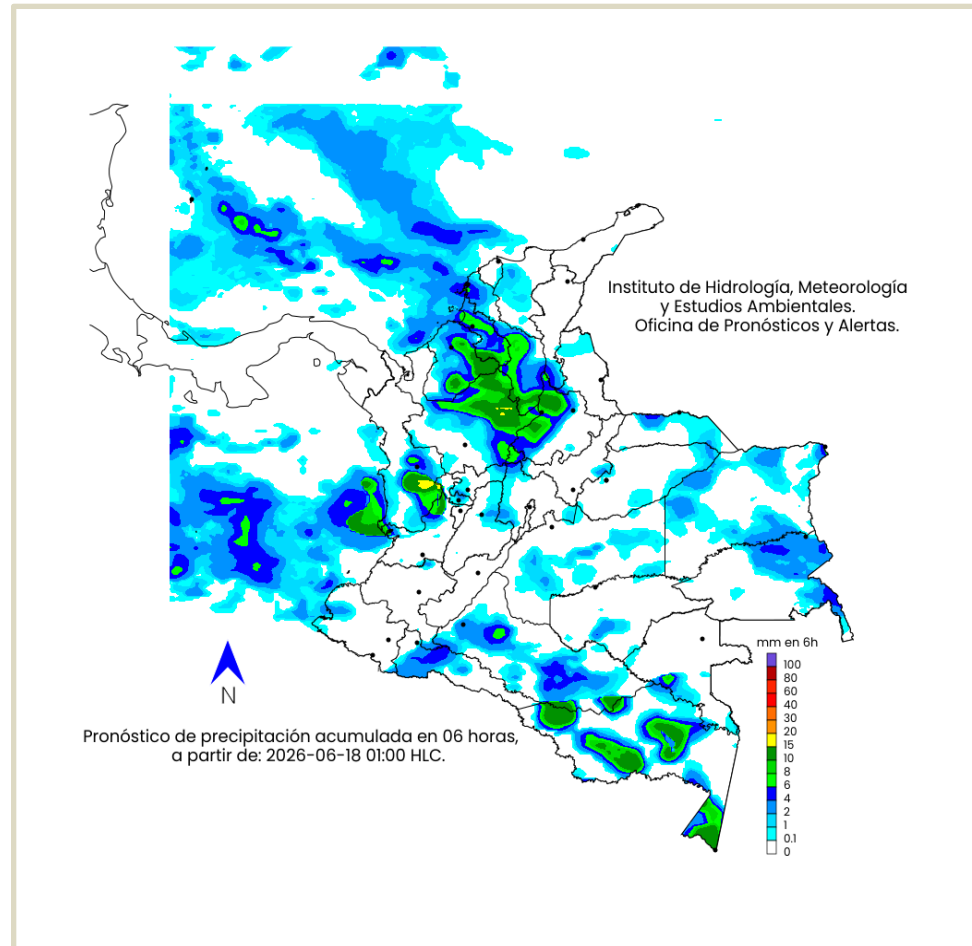 Instituto de Hidrología, Meteorología
y Estudios Ambientales.
Oficina de Pronósticos y Alertas.
N
Pronóstico de precipitación acumulada en 06 horas,
a partir de: 2026-06-18 01:00 HLC.
mm en 6h
100
80
60
40
30
20
15
10
8
6
4
2
1
0.1
0